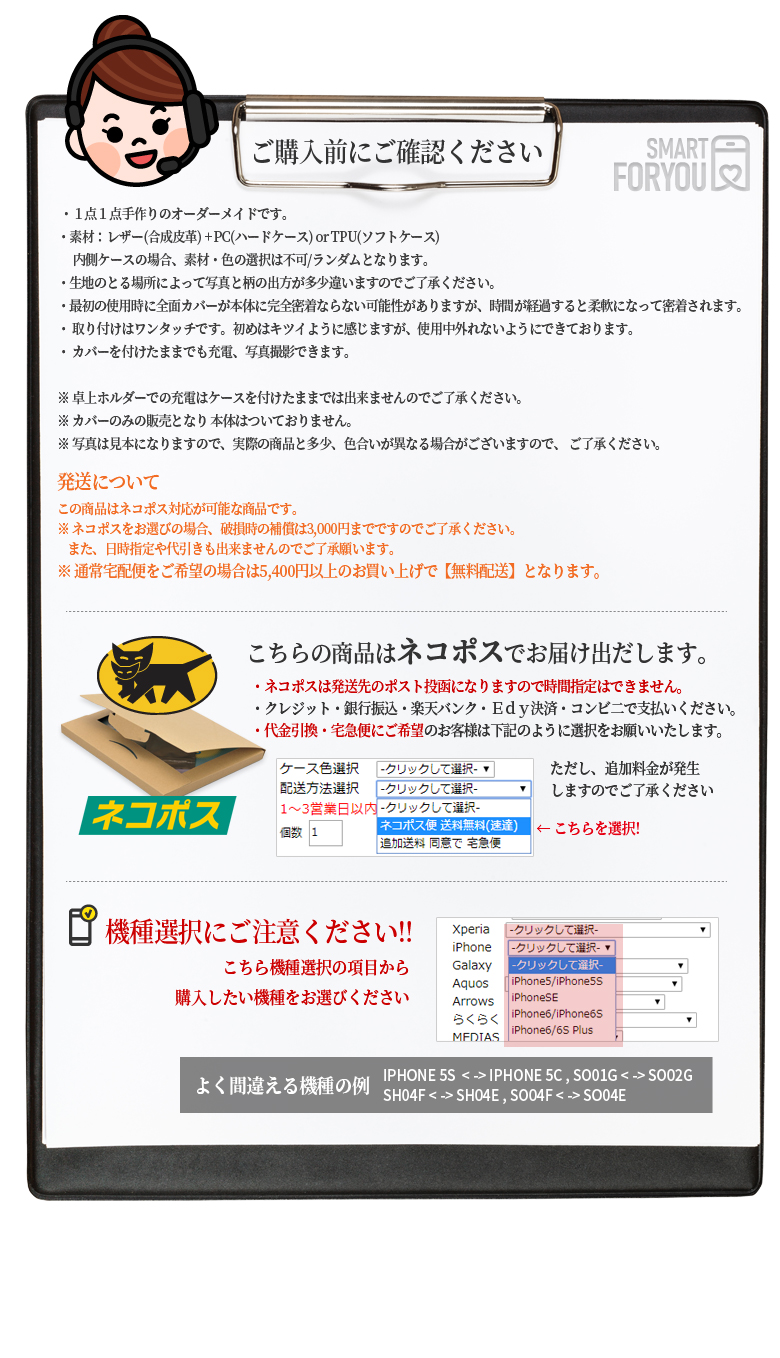 ご購入前にご確認ください
SMART
FORYOU
・１点１点手作りのオーダーメイドです。
・素材：レザー(合成皮革) +PC(ハードケース) or TPU(ソフトケース)
内側ケースの場合、素材・色の選択は不可/ランダムとなります。
・生地のとる場所によって写真と柄の出方が多少違いますのでご了承ください。
・最初の使用時に全面カバーが本体に完全密着ならない可能性がありますが、時間が経過すると柔軟になって密着されます。
・ 取り付けはワンタッチです。初めはキツイように感じますが、使用中外れないようにできております。
・ カバーを付けたままでも充電、写真撮影できます。
※ 卓上ホルダーでの充電はケースを付けたままでは出来ませんのでご了承ください。
※ カバーのみの販売となり 本体はついておりません。
※ 写真は見本になりますので、実際の商品と多少、色合いが異なる場合がございますので、 ご了承ください。
発送について
この商品はネコポス対応が可能な商品です。
※ ネコポスをお選びの場合、破損時の補償は3,000円までですのでご了承ください。
また、日時指定や代引きも出来ませんのでご了承願います。
※ 通常宅配便をご希望の場合は5,400円以上のお買い上げで【無料配送】となります。
こちらの商品はネコポスでお届け出だします。
・ネコポスは発送先のポスト投函になりますので時間指定はできません。
・クレジット・銀行振込・楽天バンク・Ｅｄｙ決済・コンビニで支払いください。
・代金引換・宅急便にご希望のお客様は下記のように選択をお願いいたします。
ネコポス
ケース色選択 -クリックして選択- ▼
配送方法選択 -クリックして選択- ▼
1～3営業日以内 -クリックして選択-
ネコポス便 送料無料(速達)
個数 1
追加送料 同意で 宅急便
ただし、追加料金が発生
しますのでご了承ください
← こちらを選択!
機種選択にご注意ください!!
こちら機種選択の項目から
購入したい機種をお選びください
Xperia -クリックして選択- ▼
iPhone -クリックして選択- ▼
Galaxy -クリックして選択- ▼
Aquos iPhone5/iPhone5S ▼
Arrows iPhoneSE ▼
らくらく iPhone6/iPhone6S ▼
MEDIAS iPhone6/6S Plus
よく間違える機種の例
IPHONE 5S < -> IPHONE 5C , SO01G < -> SO02G
SH04F < -> SH04E , SO04F < -> SO04E